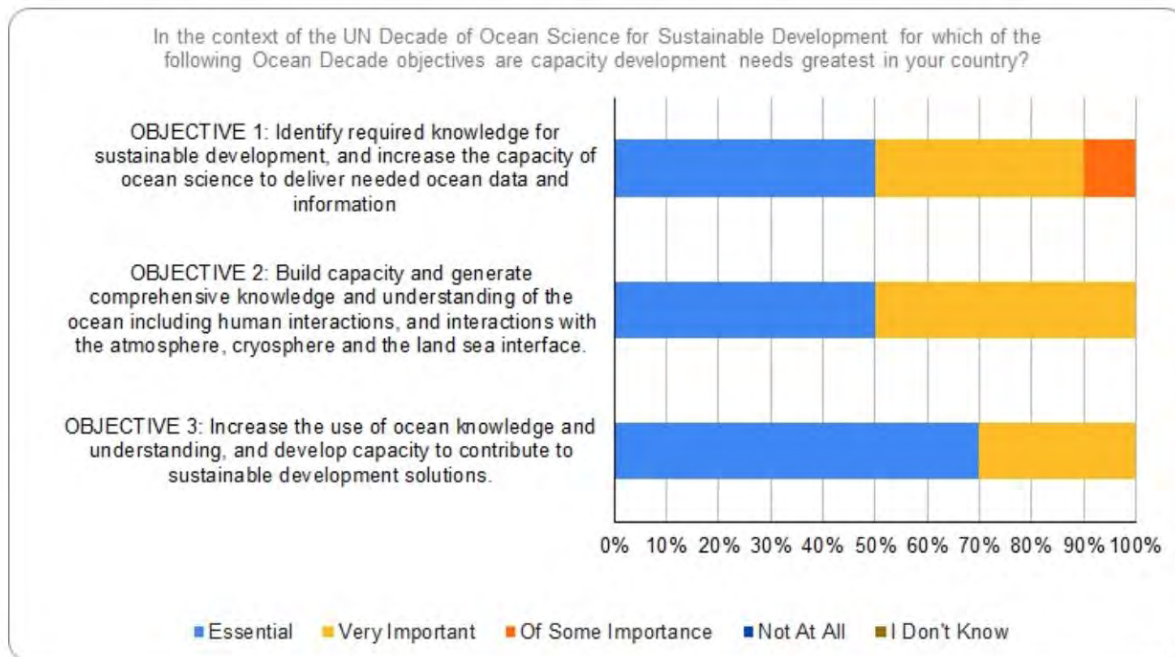 In the context of the UN Decade of Ocean Science for Sustainable Development for which of the
following Ocean Decade objectives are capacity development needs greatest in your country?
OBJECTIVE 1: Identify required knowledge for
sustainable development, and increase the capacity of
ocean science to deliver needed ocean data and
information
OBJECTIVE 2: Build capacity and generate
comprehensive knowledge and understanding of the
ocean including human interactions, and interactions with
the atmosphere, cryosphere and the land sea interface.
OBJECTIVE 3: Increase the use of ocean knowledge and
understanding, and develop capacity to contribute to
sustainable development solutions.
0% 10% 20% 30% 40% 50% 60% 70% 80% 90% 100%
Essential Very Important Of Some Importance Not At All I Don't Know